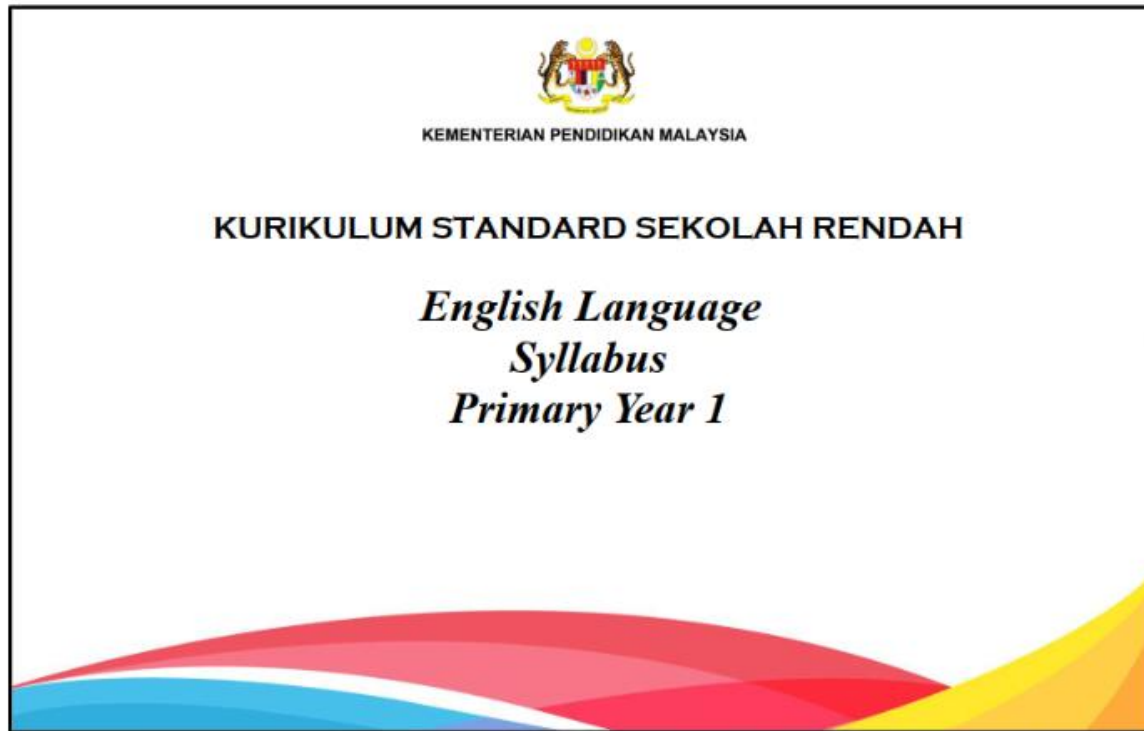 KEMENTERIAN PENDIDIKAN MALAYSIA
KURIKULUM STANDARD SEKOLAH RENDAH
English Language
Syllabus
Primary Year 1